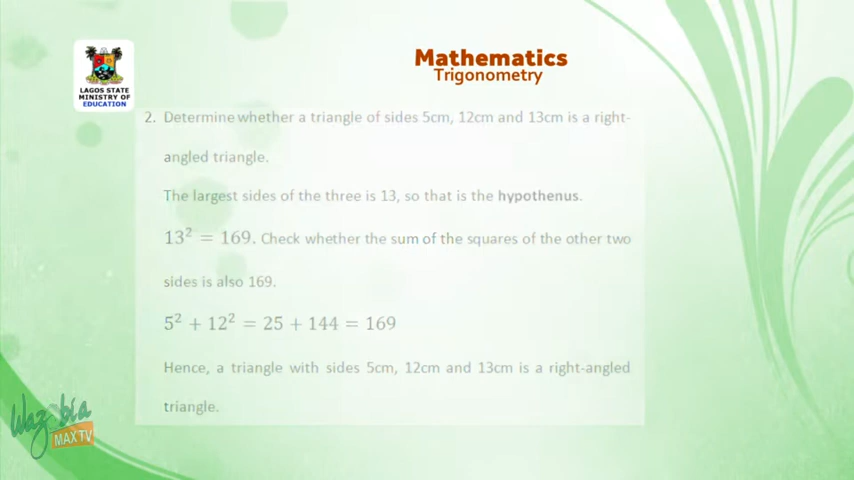 Mathematics
Trigonometry
LAGOS STATE
MINISTRY OF
EDUCATION
2. Determine whether a triangle of sides 5cm, 12cm and 13cm is a right-
angled triangle.
The largest sides of the three is 13, so that is the hypothenus.
13² = 169. Check whether the sum of the squares of the other two
sides is also 169.
5² + 12² = 25 + 144 = 169
Hence, a triangle with sides 5cm, 12cm and 13cm is a right-angled
triangle.
Wazobia
MAX TV